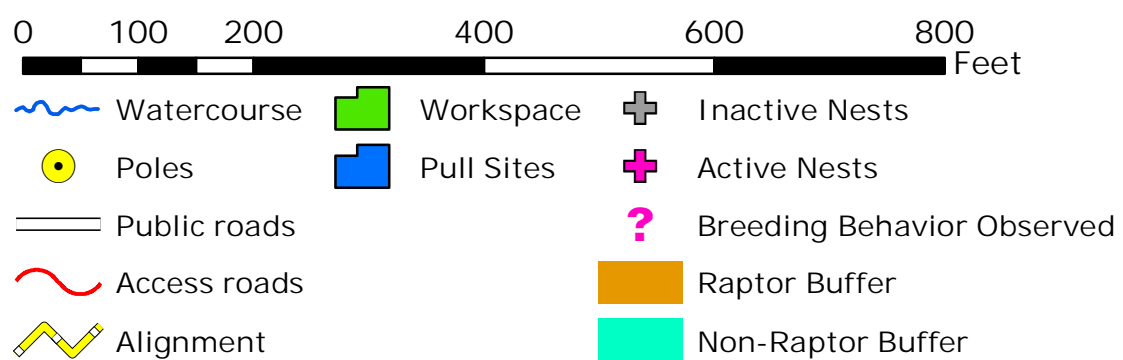 0 100 200 400 600 800
Feet
Watercourse Workspace Inactive Nests
Poles Pull Sites Active Nests
Public roads ? Breeding Behavior Observed
Access roads Raptor Buffer
Alignment Non-Raptor Buffer